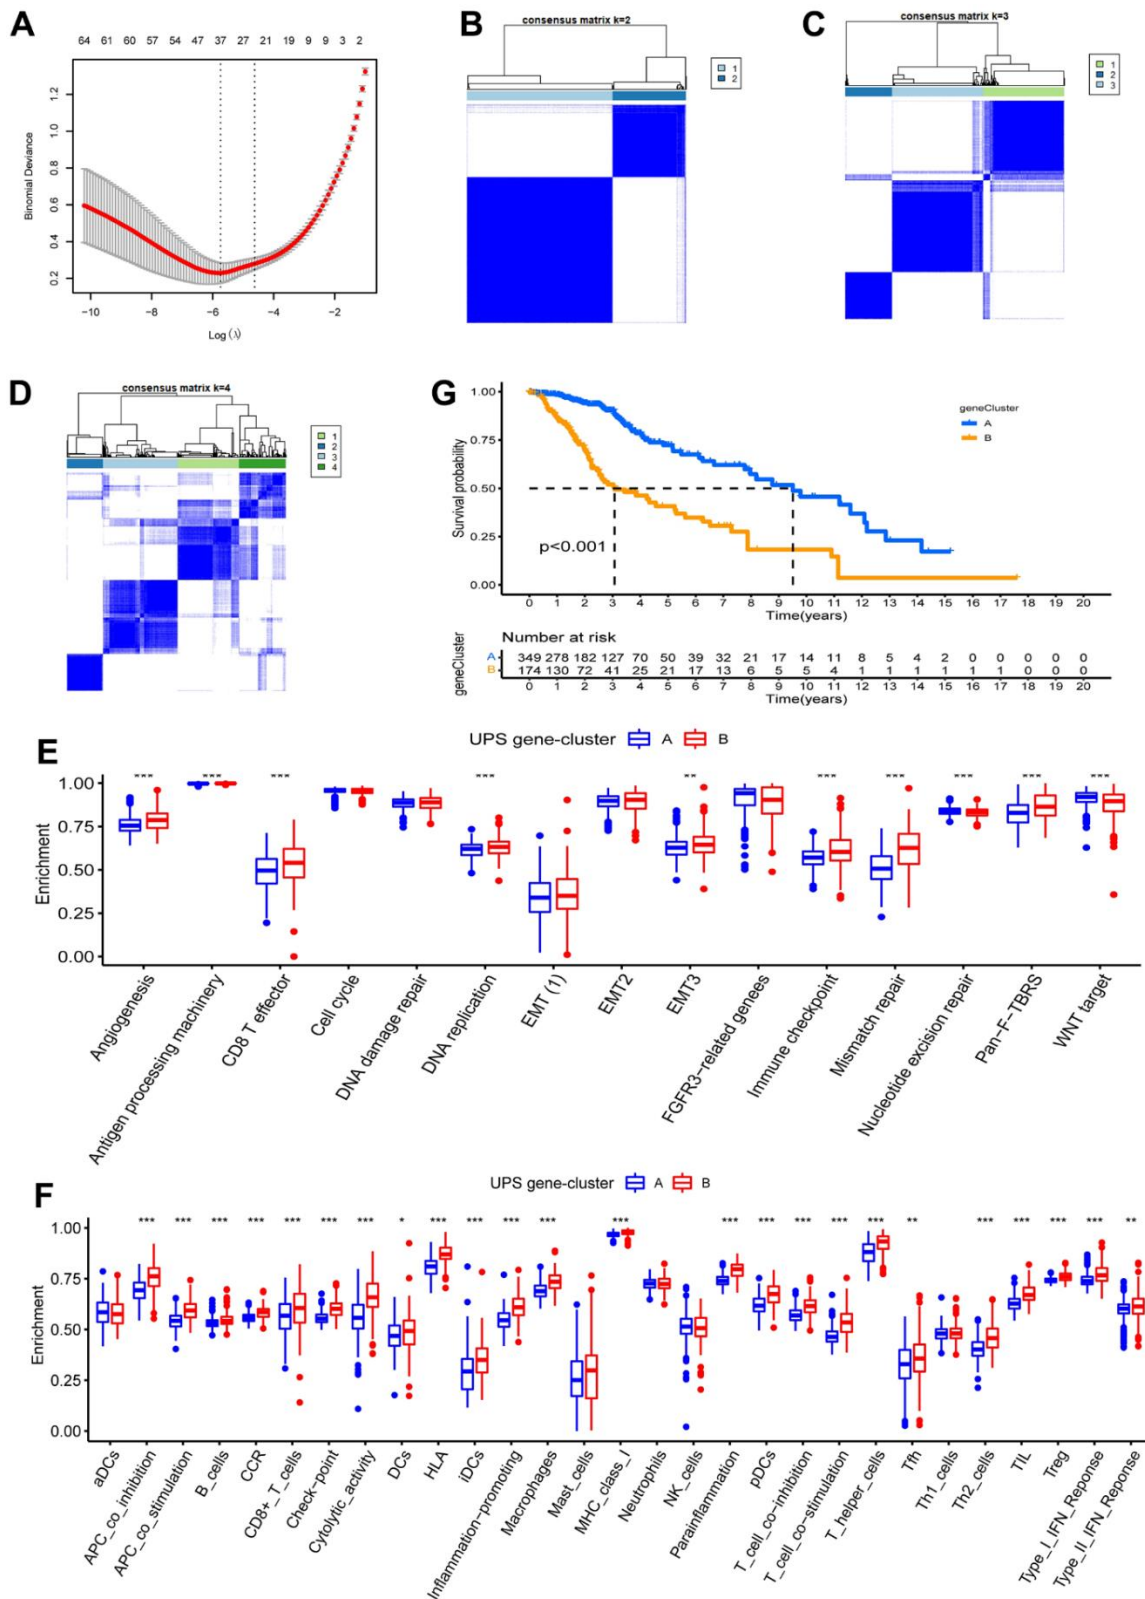 A
64 61 60 57 54 47 37 27 21 19 9 9 3 2
Binomial Deviance
1.2
1.0
0.8
0.6
0.4
0.2
−10 −8 −6 −4 −2
Log (λ)
B
consensus matrix k=2
1
2
C
consensus matrix k=3
1
2
3
D
consensus matrix k=4
1
2
3
4
G
geneCluster
A
B
Survival probability
1.00
0.75
0.50
0.25
0.00
p<0.001
0 1 2 3 4 5 6 7 8 9 10 11 12 13 14 15 16 17 18 19 20
Time(years)
Number at risk
geneCluster
A 349 278 182 127 70 50 39 32 21 17 14 11 8 5 4 2 0 0 0 0 0
B 174 130 72 41 25 21 17 13 6 5 5 4 1 1 1 1 1 1 0 0 0
0 1 2 3 4 5 6 7 8 9 10 11 12 13 14 15 16 17 18 19 20
Time(years)
E
UPS gene−cluster A B
*** *** *** *** ** *** *** *** *** ***
Enrichment
1.00
0.75
0.50
0.25
0.00
Angiogenesis
Antigen processing machinery
CD8 T effector
Cell cycle
DNA damage repair
DNA replication
EMT (1)
EMT2
EMT3
FGFR3−related genees
Immune checkpoint
Mismatch repair
Nucleotide excision repair
Pan−F−TBRS
WNT target
F
UPS gene−cluster A B
*** *** *** *** *** *** *** * *** *** *** *** *** *** *** *** *** *** ** *** *** *** *** **
Enrichment
1.00
0.75
0.50
0.25
0.00
aDCs
APC_co_inhibition
APC_co_stimulation
B_cells
CCR
CD8+_T_cells
Check−point
Cytolytic_activity
DCs
HLA
iDCs
Inflammation−promoting
Macrophages
Mast_cells
MHC_class_I
Neutrophils
NK_cells
Parainflammation
pDCs
T_cell_co−inhibition
T_cell_co−stimulation
T_helper_cells
Tfh
Th1_cells
Th2_cells
TIL
Treg
Type_I_IFN_Reponse
Type_II_IFN_Reponse